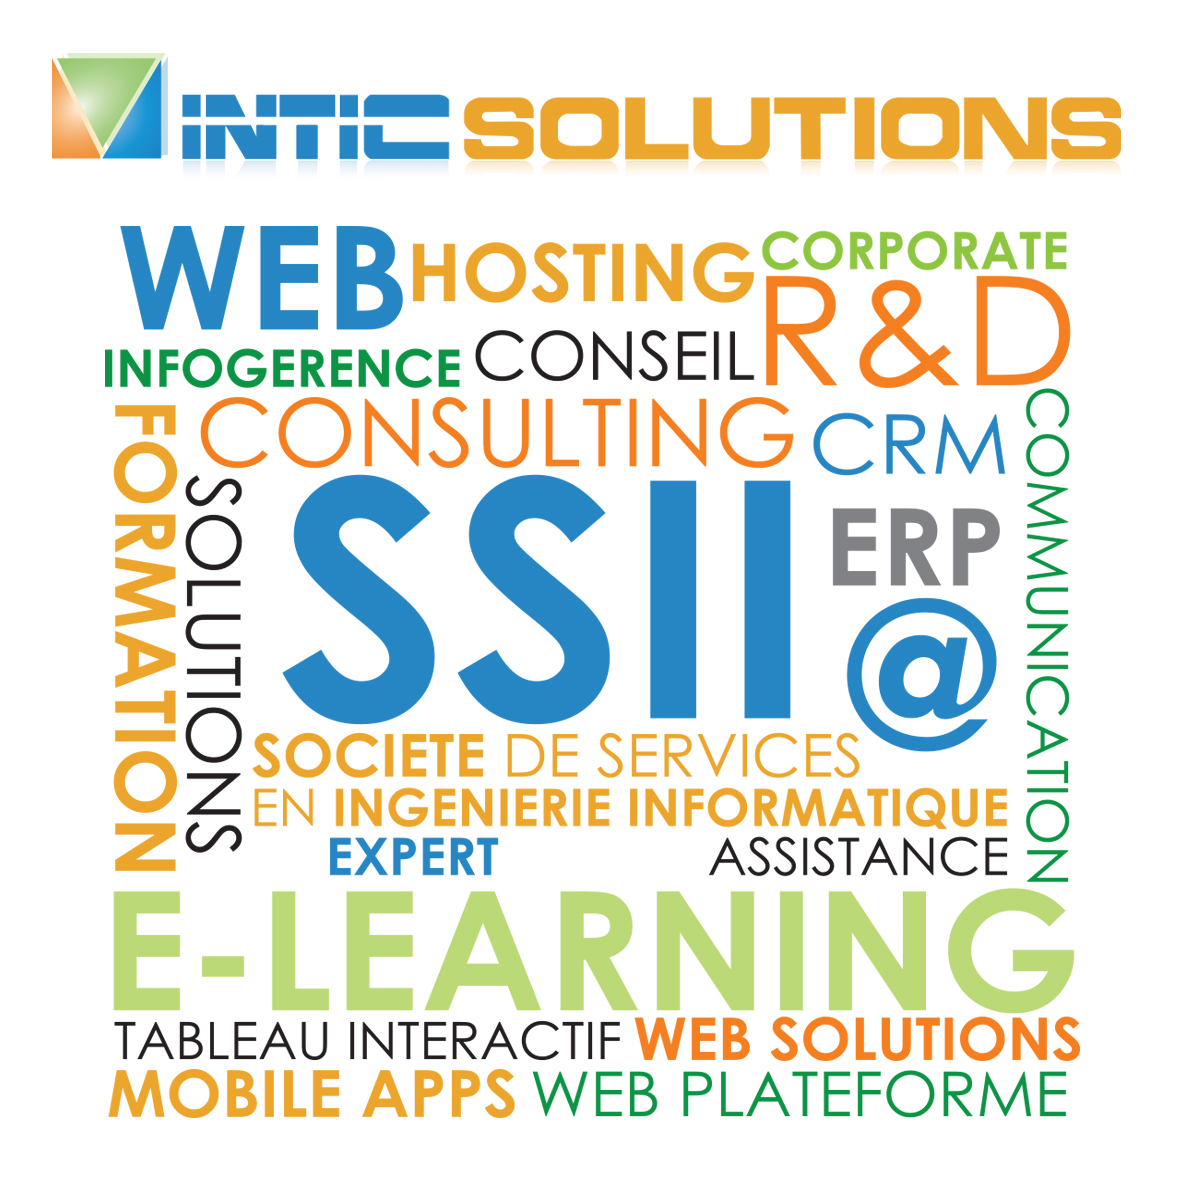 iNTIC SOLUTIONS
WEB HOSTING CORPORATE
R&D
INFOGERENCE CONSEIL
CONSULTING CRM
FORMATION
SOLUTIONS
SSII
ERP
@
COMMUNICATION
SOCIETE DE SERVICES
EN INGENIERIE INFORMATIQUE
EXPERT ASSISTANCE
E-LEARNING
TABLEAU INTERACTIF WEB SOLUTIONS
MOBILE APPS WEB PLATEFORME